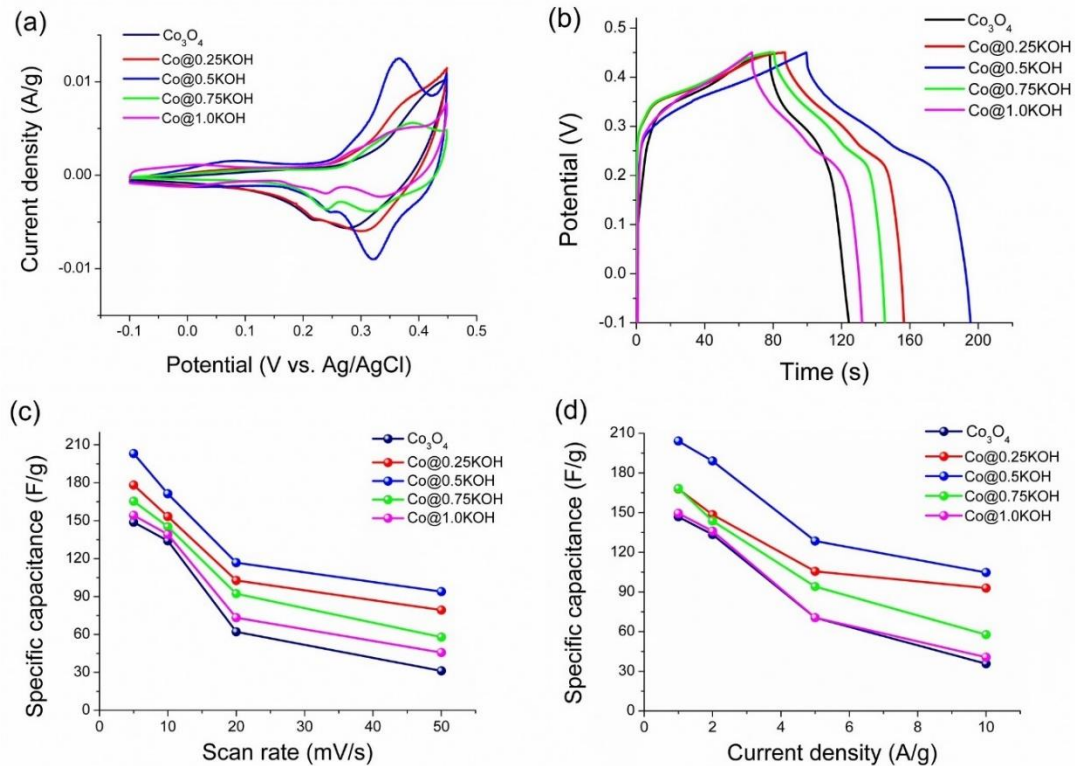 (a)
Co₃O₄
Co@0.25KOH
Co@0.5KOH
Co@0.75KOH
Co@1.0KOH
0.01
0.00
-0.01
Current density (A/g)
-0.1 0.0 0.1 0.2 0.3 0.4 0.5
Potential (V vs. Ag/AgCl)
(b)
Co₃O₄
Co@0.25KOH
Co@0.5KOH
Co@0.75KOH
Co@1.0KOH
0.5
0.4
0.3
0.2
0.1
0.0
-0.1
Potential (V)
0 40 80 120 160 200
Time (s)
(c)
Co₃O₄
Co@0.25KOH
Co@0.5KOH
Co@0.75KOH
Co@1.0KOH
210
180
150
120
90
60
30
0
Specific capacitance (F/g)
0 10 20 30 40 50
Scan rate (mV/s)
(d)
Co₃O₄
Co@0.25KOH
Co@0.5KOH
Co@0.75KOH
Co@1.0KOH
210
180
150
120
90
60
30
0
Specific capacitance (F/g)
0 2 4 6 8 10
Current density (A/g)